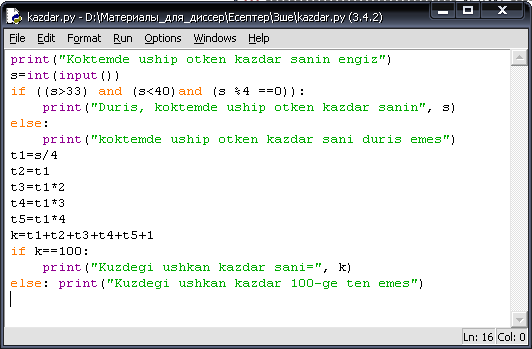 kazdar.py - D:\Материалы_для_диссер\Есептер\Зше\kazdar.py (3.4.2)
File Edit Format Run Options Windows Help
print("Koktemde uship otken kazdar sanin engiz")
s=int(input())
if ((s>33) and (s<40)and (s %4 ==0)):
    print("Duris, koktemde uship otken kazdar sanin", s)
else:
    print("koktemde uship otken kazdar sani duris emes")
t1=s/4
t2=t1
t3=t1*2
t4=t1*3
t5=t1*4
k=t1+t2+t3+t4+t5+1
if k==100:
    print("Kuzdegi ushkan kazdar sani=", k)
else: print("Kuzdegi ushkan kazdar 100-ge ten emes")
Ln: 16 Col: 0